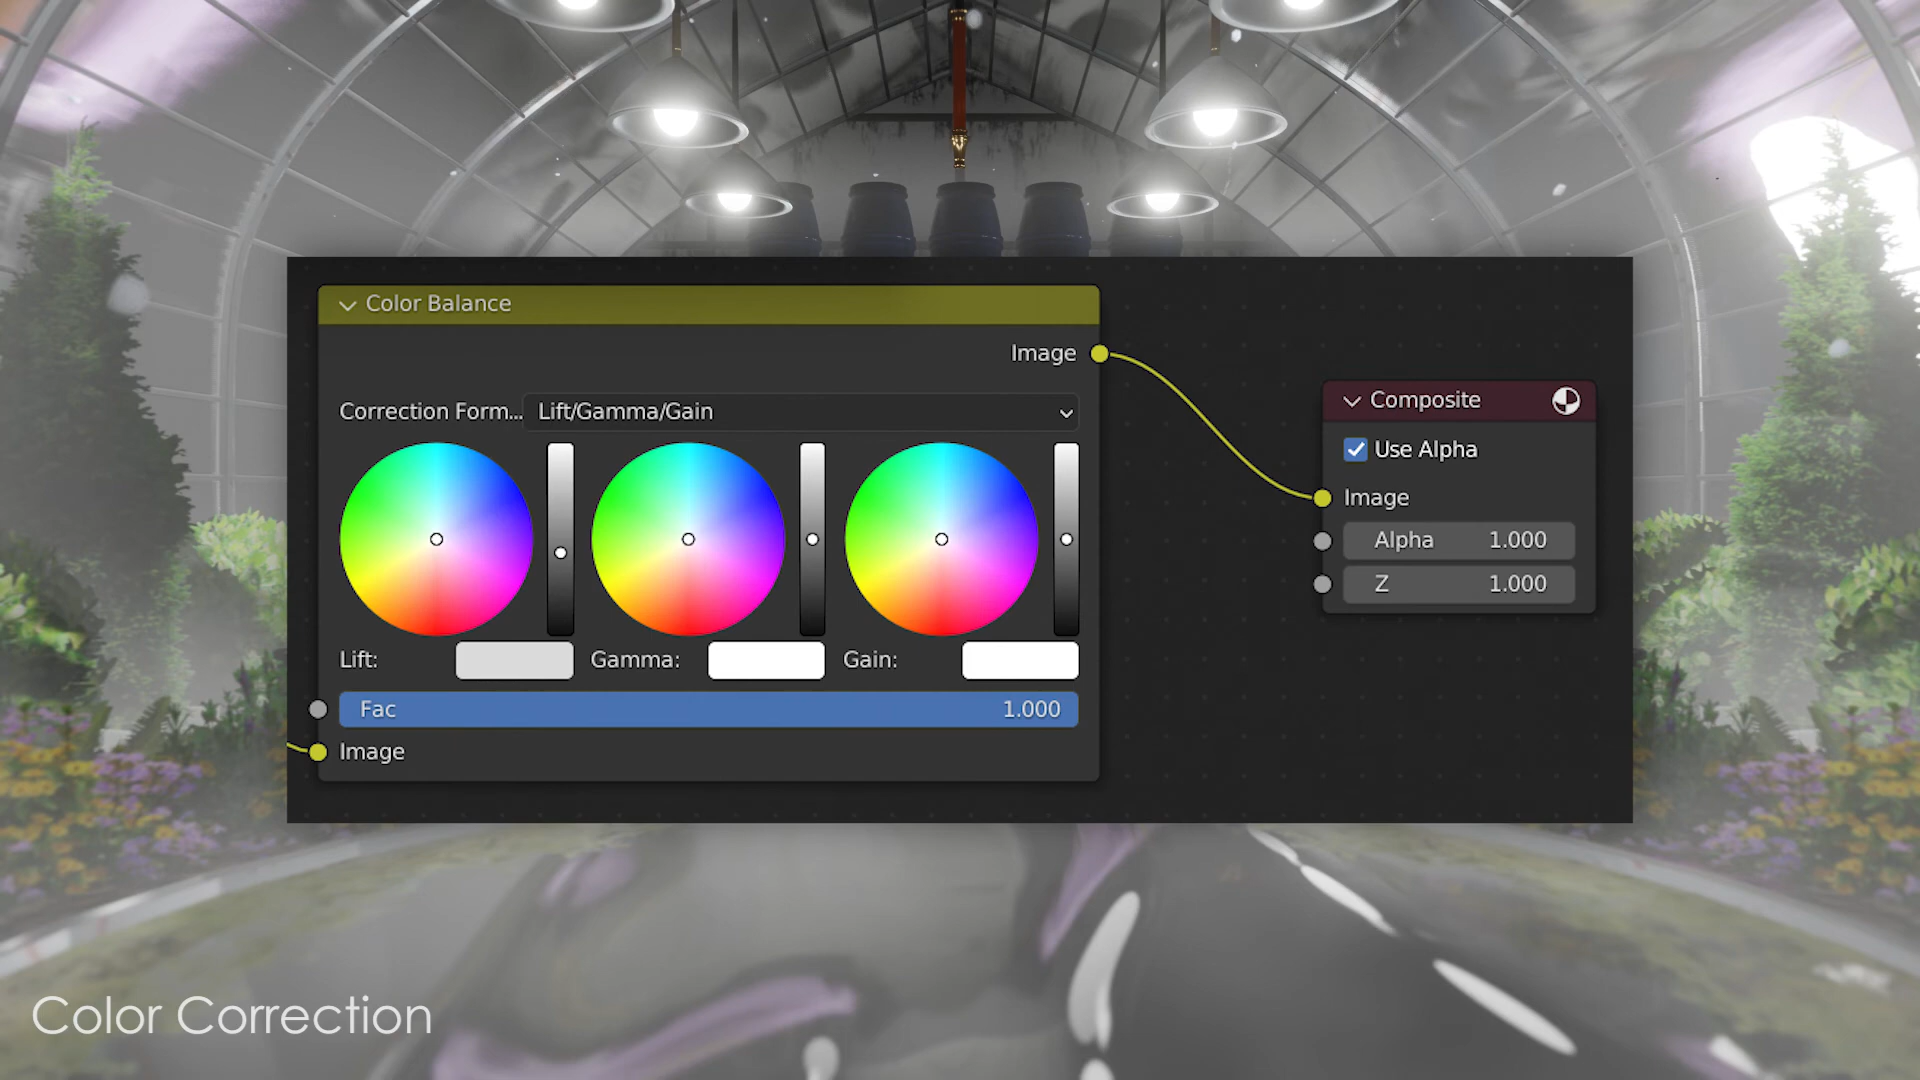 Color Balance
Image
Correction Form... Lift/Gamma/Gain
Lift: Gamma: Gain:
Fac 1.000
Image
Composite
Use Alpha
Image
Alpha 1.000
Z 1.000
Color Correction